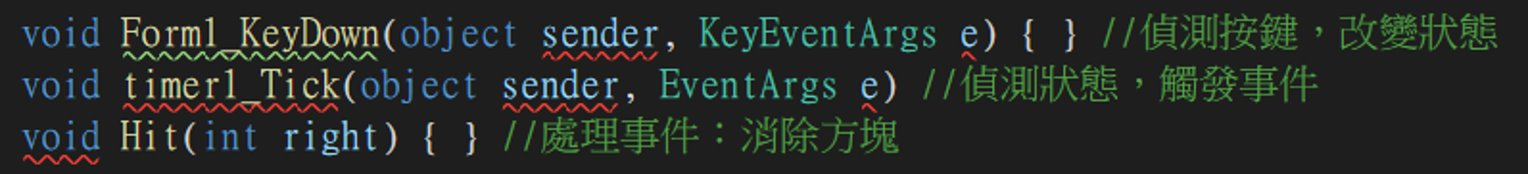 void Form1_KeyDown(object sender, KeyEventArgs e) { } //偵測按鍵，改變狀態
void timer1_Tick(object sender, EventArgs e) //偵測狀態，觸發事件
void Hit(int right) { } //處理事件：消除方塊